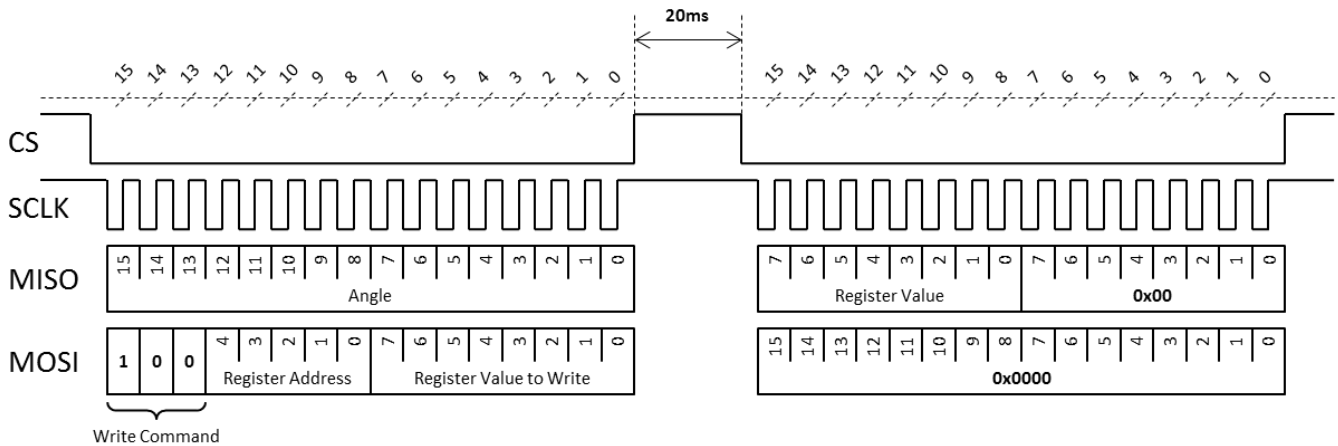 20ms
15 14 13 12 11 10 9 8 7 6 5 4 3 2 1 0 15 14 13 12 11 10 9 8 7 6 5 4 3 2 1 0
CS
SCLK
MISO 15 14 13 12 11 10 9 8 7 6 5 4 3 2 1 0 7 6 5 4 3 2 1 0 7 6 5 4 3 2 1 0
Angle Register Value 0x00
MOSI 1 0 0 4 3 2 1 0 7 6 5 4 3 2 1 0 15 14 13 12 11 10 9 8 7 6 5 4 3 2 1 0
Register Address Register Value to Write 0x0000
Write Command